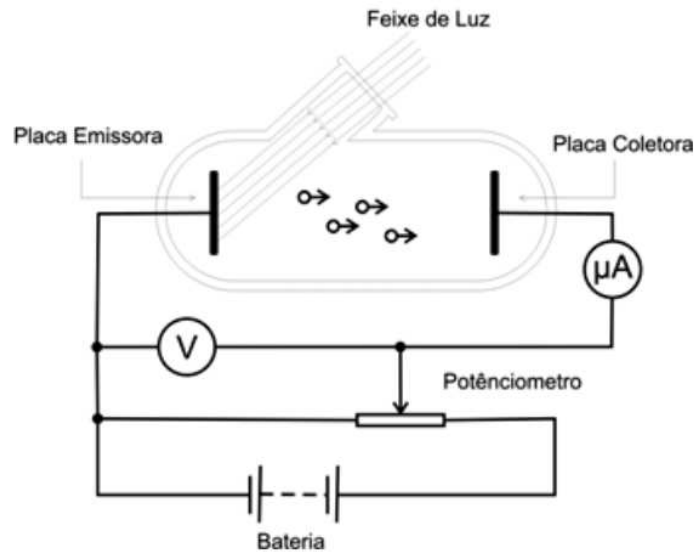 Feixe de Luz
Placa Emissora
Placa Coletora
µA
V
Potênciometro
Bateria